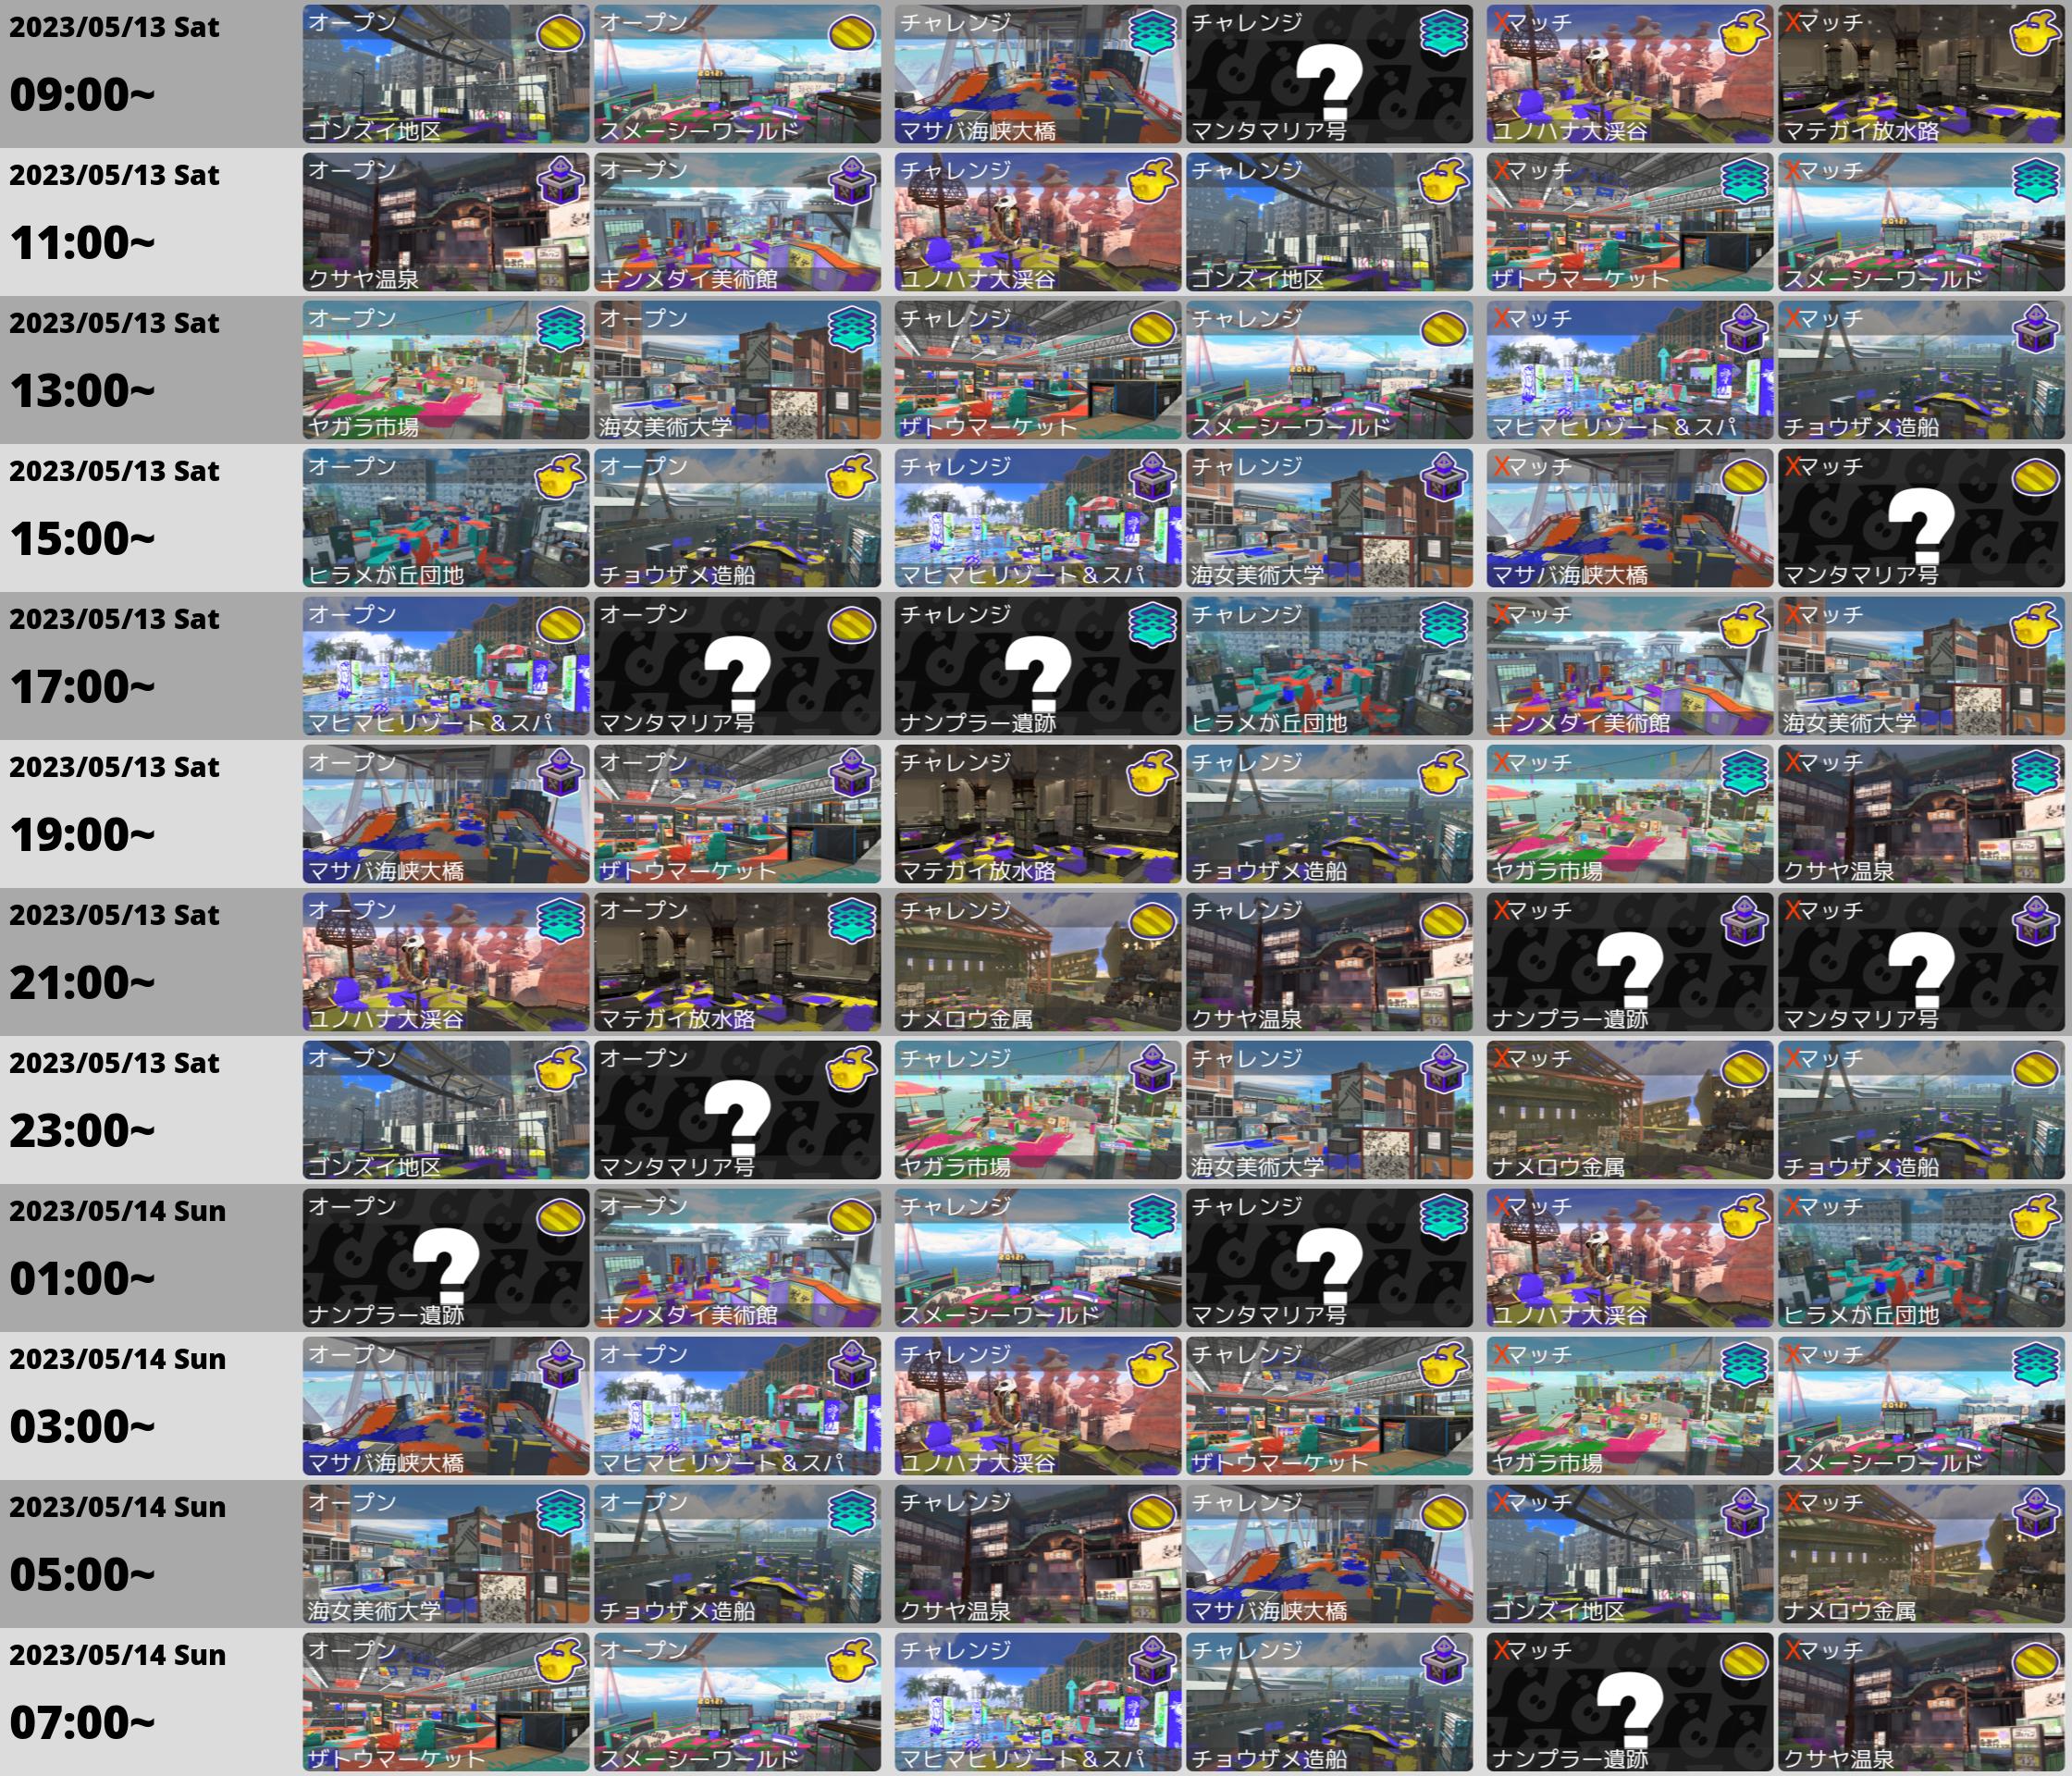 2023/05/13 Sat
09:00~
オープン オープン チャレンジ チャレンジ Xマッチ Xマッチ
ゴンズイ地区 スメーシーワールド マサバ海峡大橋 マンタマリア号 ユノハナ大渓谷 マテガイ放水路
2023/05/13 Sat
11:00~
オープン オープン チャレンジ チャレンジ Xマッチ Xマッチ
クサヤ温泉 キンメダイ美術館 ユノハナ大渓谷 ゴンズイ地区 ザトウマーケット スメーシーワールド
2023/05/13 Sat
13:00~
オープン オープン チャレンジ チャレンジ Xマッチ Xマッチ
ヤガラ市場 海女美術大学 ザトウマーケット スメーシーワールド マヒマヒリゾート&スパ チョウザメ造船
2023/05/13 Sat
15:00~
オープン オープン チャレンジ チャレンジ Xマッチ Xマッチ
ヒラメが丘団地 チョウザメ造船 マヒマヒリゾート&スパ 海女美術大学 マサバ海峡大橋 マンタマリア号
2023/05/13 Sat
17:00~
オープン オープン チャレンジ チャレンジ Xマッチ Xマッチ
マヒマヒリゾート&スパ マンタマリア号 ナンプラー遺跡 ヒラメが丘団地 キンメダイ美術館 海女美術大学
2023/05/13 Sat
19:00~
オープン オープン チャレンジ チャレンジ Xマッチ Xマッチ
マサバ海峡大橋 ザトウマーケット マテガイ放水路 チョウザメ造船 ヤガラ市場 クサヤ温泉
2023/05/13 Sat
21:00~
オープン オープン チャレンジ チャレンジ Xマッチ Xマッチ
ユノハナ大渓谷 マテガイ放水路 ナメロウ金属 クサヤ温泉 ナンプラー遺跡 マンタマリア号
2023/05/13 Sat
23:00~
オープン オープン チャレンジ チャレンジ Xマッチ Xマッチ
ゴンズイ地区 マンタマリア号 ヤガラ市場 海女美術大学 ナメロウ金属 チョウザメ造船
2023/05/14 Sun
01:00~
オープン オープン チャレンジ チャレンジ Xマッチ Xマッチ
ナンプラー遺跡 キンメダイ美術館 スメーシーワールド マンタマリア号 ユノハナ大渓谷 ヒラメが丘団地
2023/05/14 Sun
03:00~
オープン オープン チャレンジ チャレンジ Xマッチ Xマッチ
マサバ海峡大橋 マヒマヒリゾート&スパ ユノハナ大渓谷 ザトウマーケット ヤガラ市場 スメーシーワールド
2023/05/14 Sun
05:00~
オープン オープン チャレンジ チャレンジ Xマッチ Xマッチ
海女美術大学 チョウザメ造船 クサヤ温泉 マサバ海峡大橋 ゴンズイ地区 ナメロウ金属
2023/05/14 Sun
07:00~
オープン オープン チャレンジ チャレンジ Xマッチ Xマッチ
ザトウマーケット スメーシーワールド マヒマヒリゾート&スパ チョウザメ造船 ナンプラー遺跡 クサヤ温泉